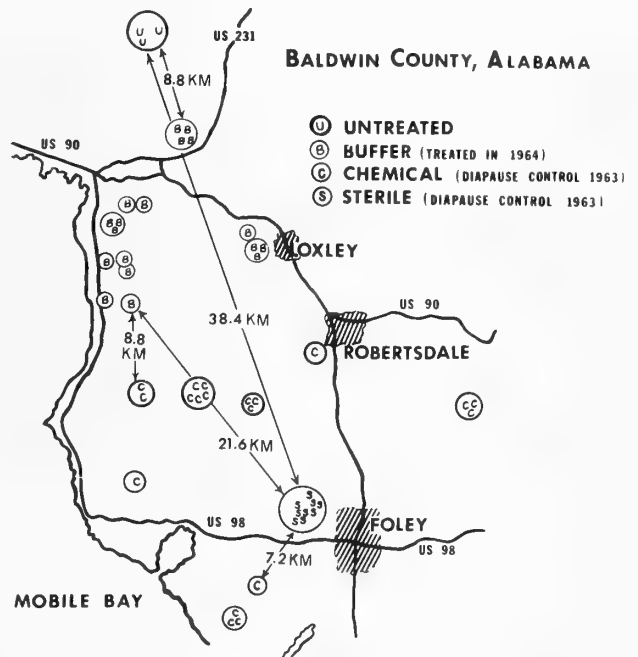 US 231
BALDWIN COUNTY, ALABAMA
U U
U
8.8 KM
U UNTREATED
B BUFFER (TREATED IN 1964)
C CHEMICAL (DIAPAUSE CONTROL 1963)
S STERILE (DIAPAUSE CONTROL 1963)
B B
B B
US 90
B B
B B
B
B
B B
B
LOXLEY
B B
B
B B
38.4 KM
US 90
8.8
KM
ROBERTSDALE
C
C
C
C C
C C C
C C
C
C C
C
21.6 KM
C
S
S S
S S S
S S
US 98
FOLEY
US 98
7.2 KM
C
MOBILE BAY
C
C C